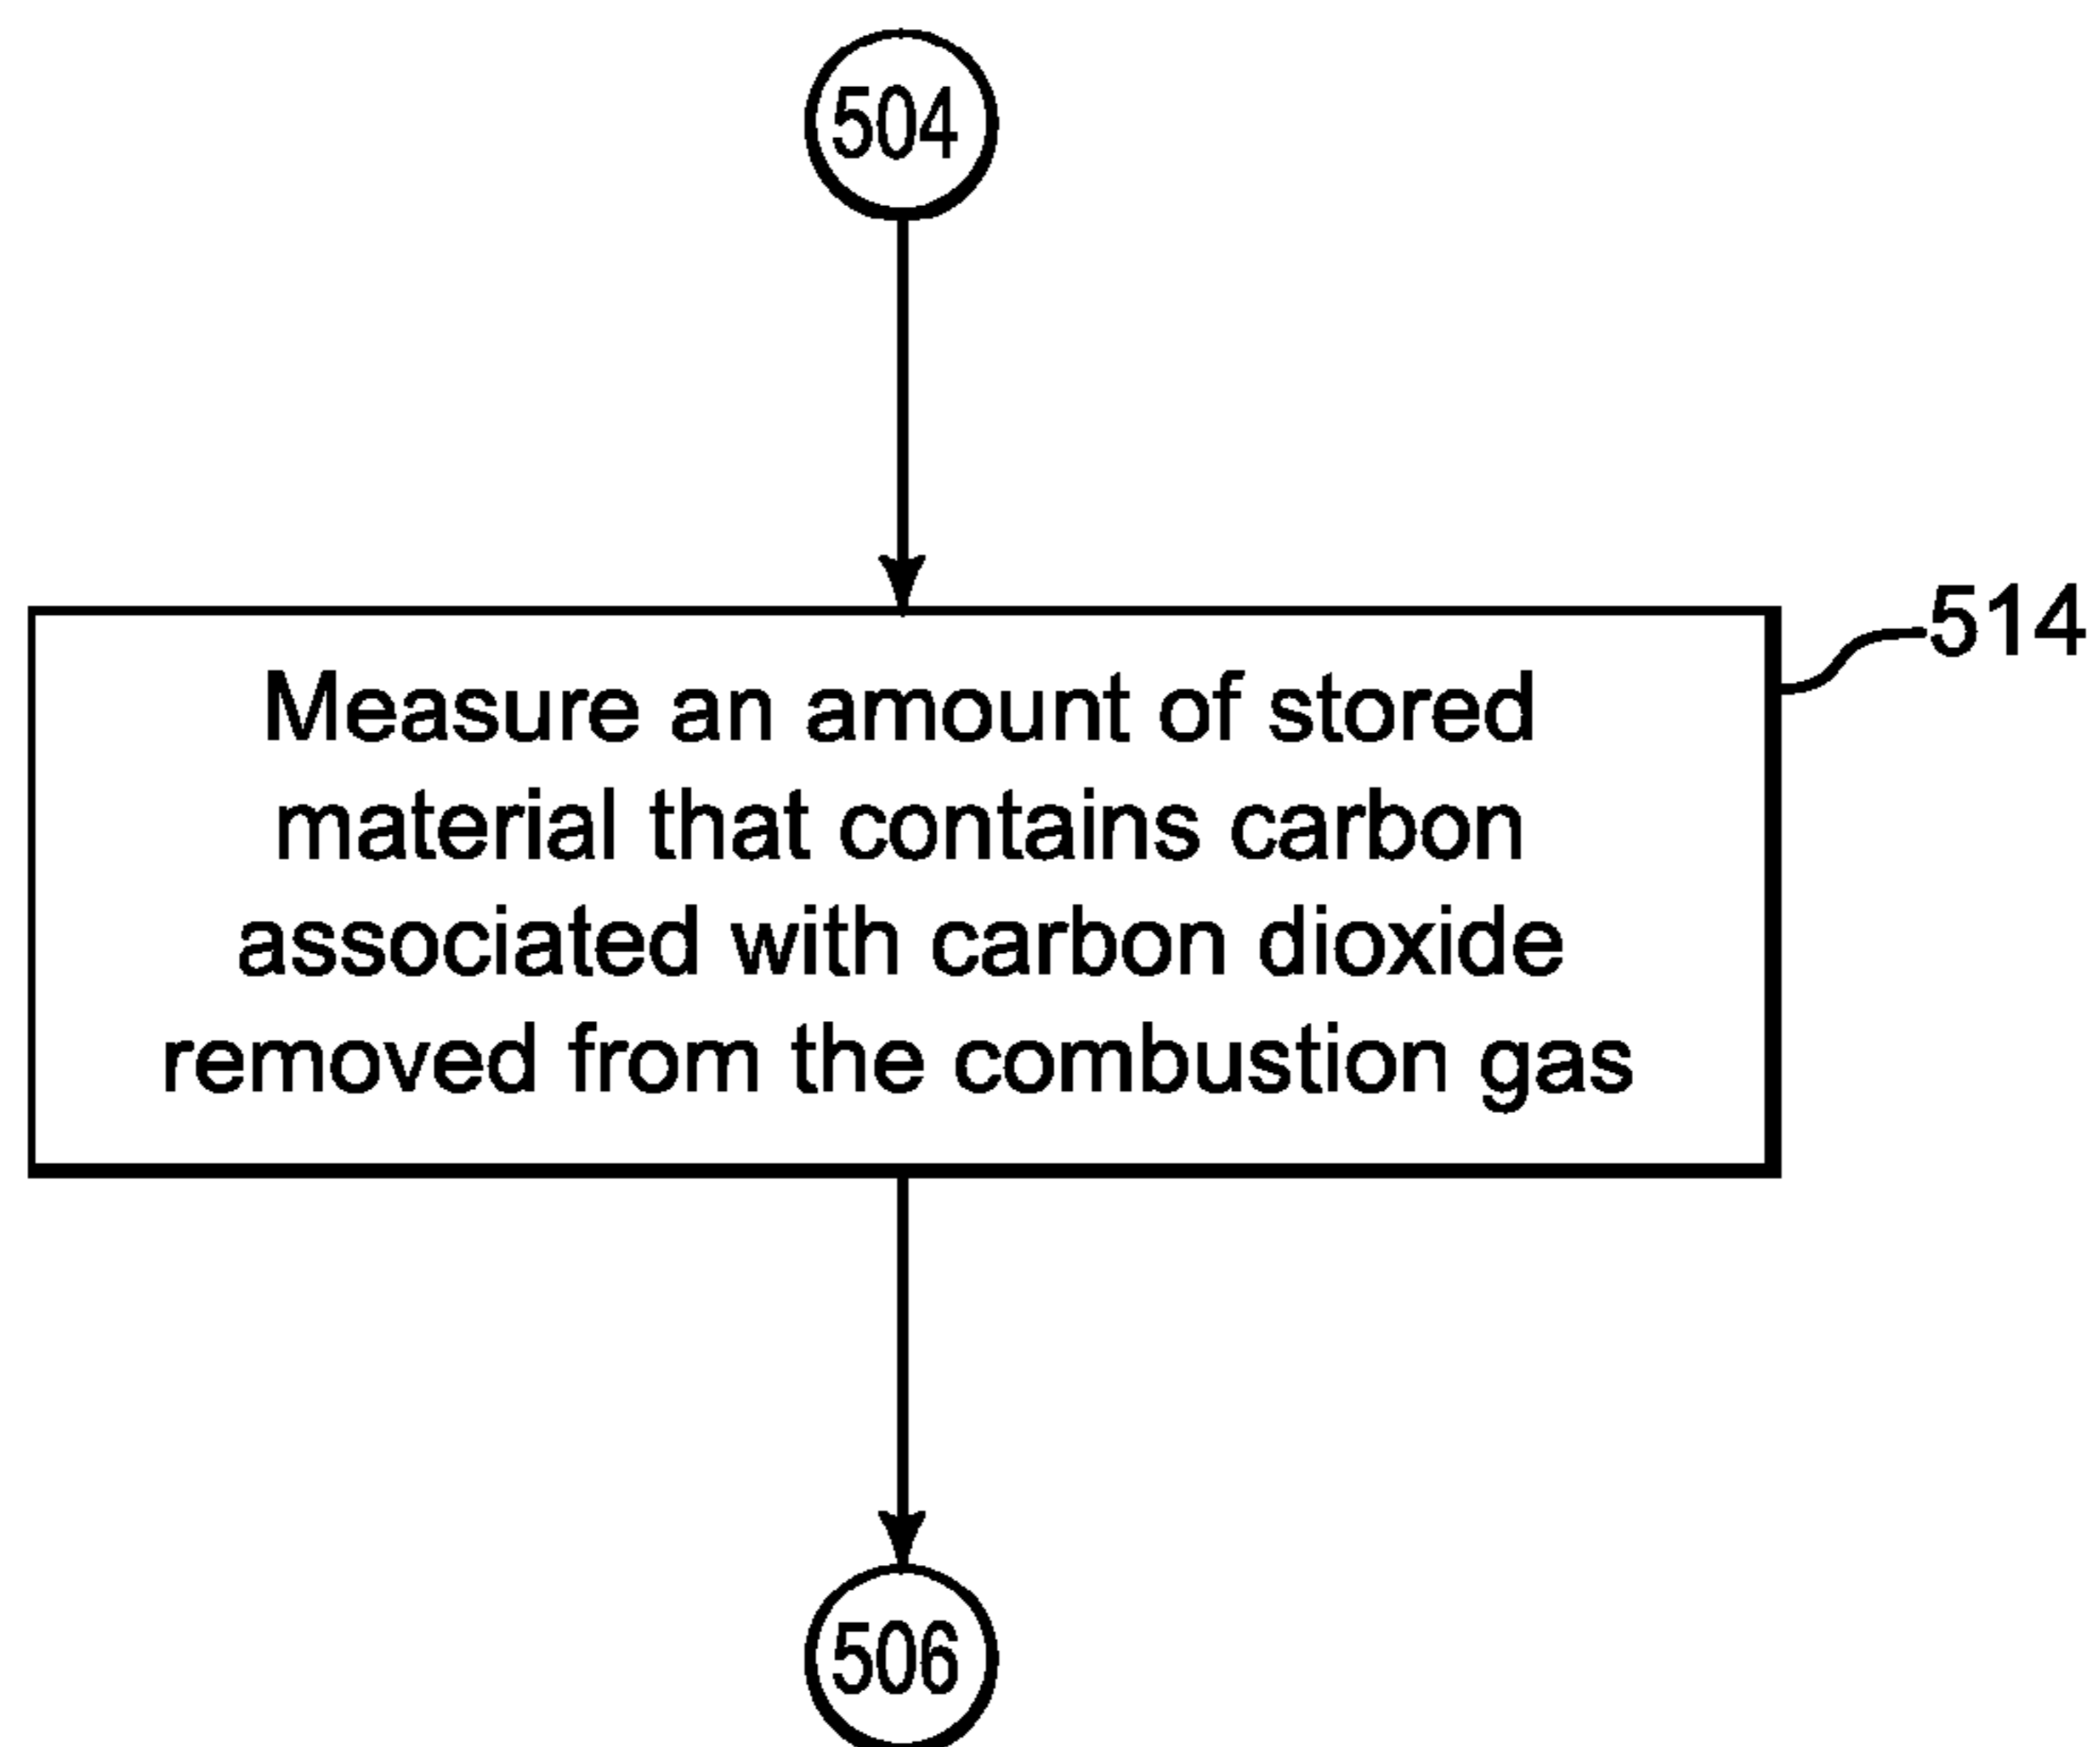 504
514
Measure an amount of stored
material that contains carbon
associated with carbon dioxide
removed from the combustion gas
506